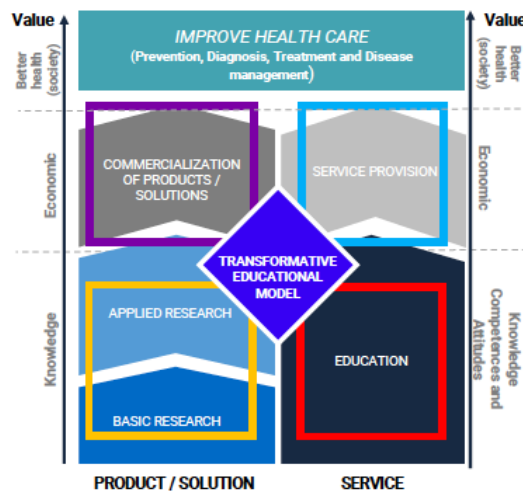 Value
Value
IMPROVE HEALTH CARE
(Prevention, Diagnosis, Treatment and Disease
management)
Better
health
(society)
Better
health
(society)
COMMERCIALIZATION
OF PRODUCTS /
SOLUTIONS
SERVICE PROVISION
Economic
Economic
TRANSFORMATIVE
EDUCATIONAL
MODEL
APPLIED RESEARCH
EDUCATION
BASIC RESEARCH
Knowledge
Knowledge
Competences and
Attitudes
PRODUCT / SOLUTION
SERVICE